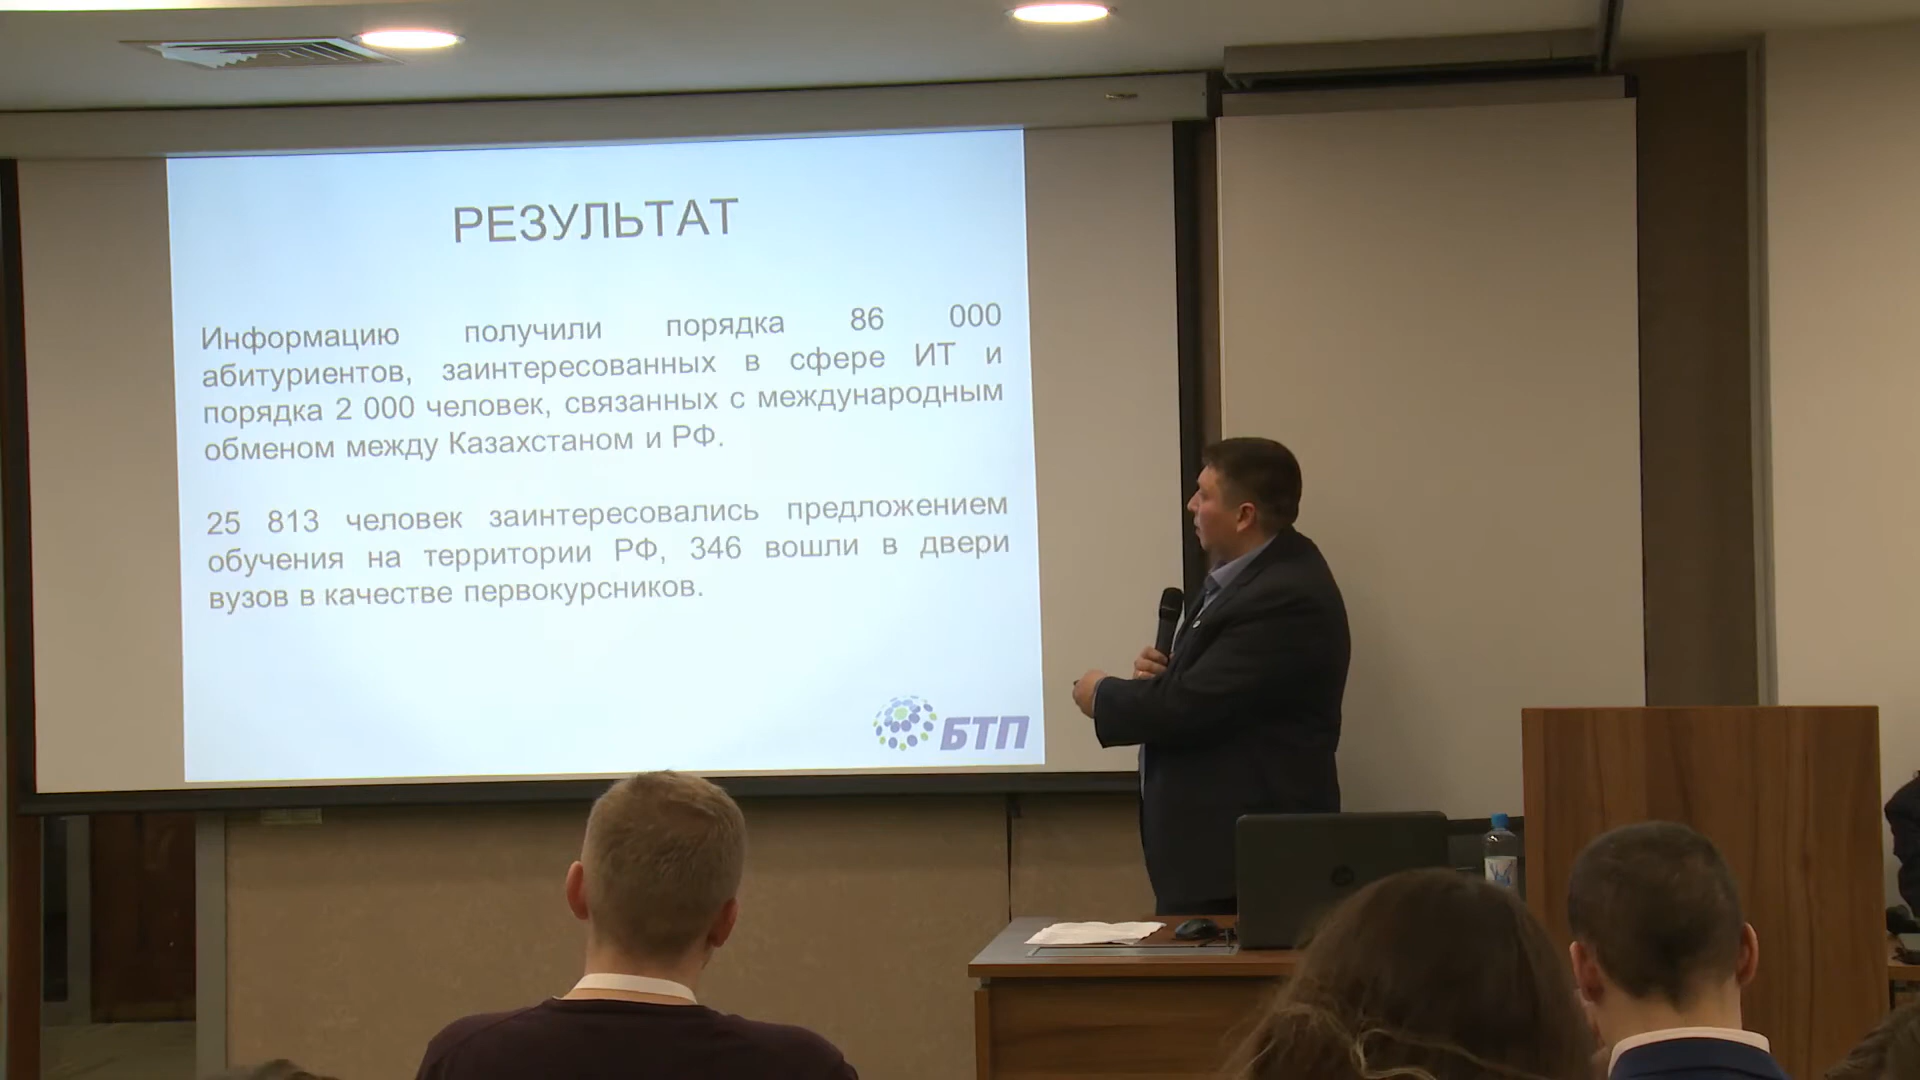 РЕЗУЛЬТАТ
Информацию получили порядка 86 000
абитуриентов, заинтересованных в сфере ИТ и
порядка 2 000 человек, связанных с международным
обменом между Казахстаном и РФ.
25 813 человек заинтересовались предложением
обучения на территории РФ, 346 вошли в двери
вузов в качестве первокурсников.
БТП